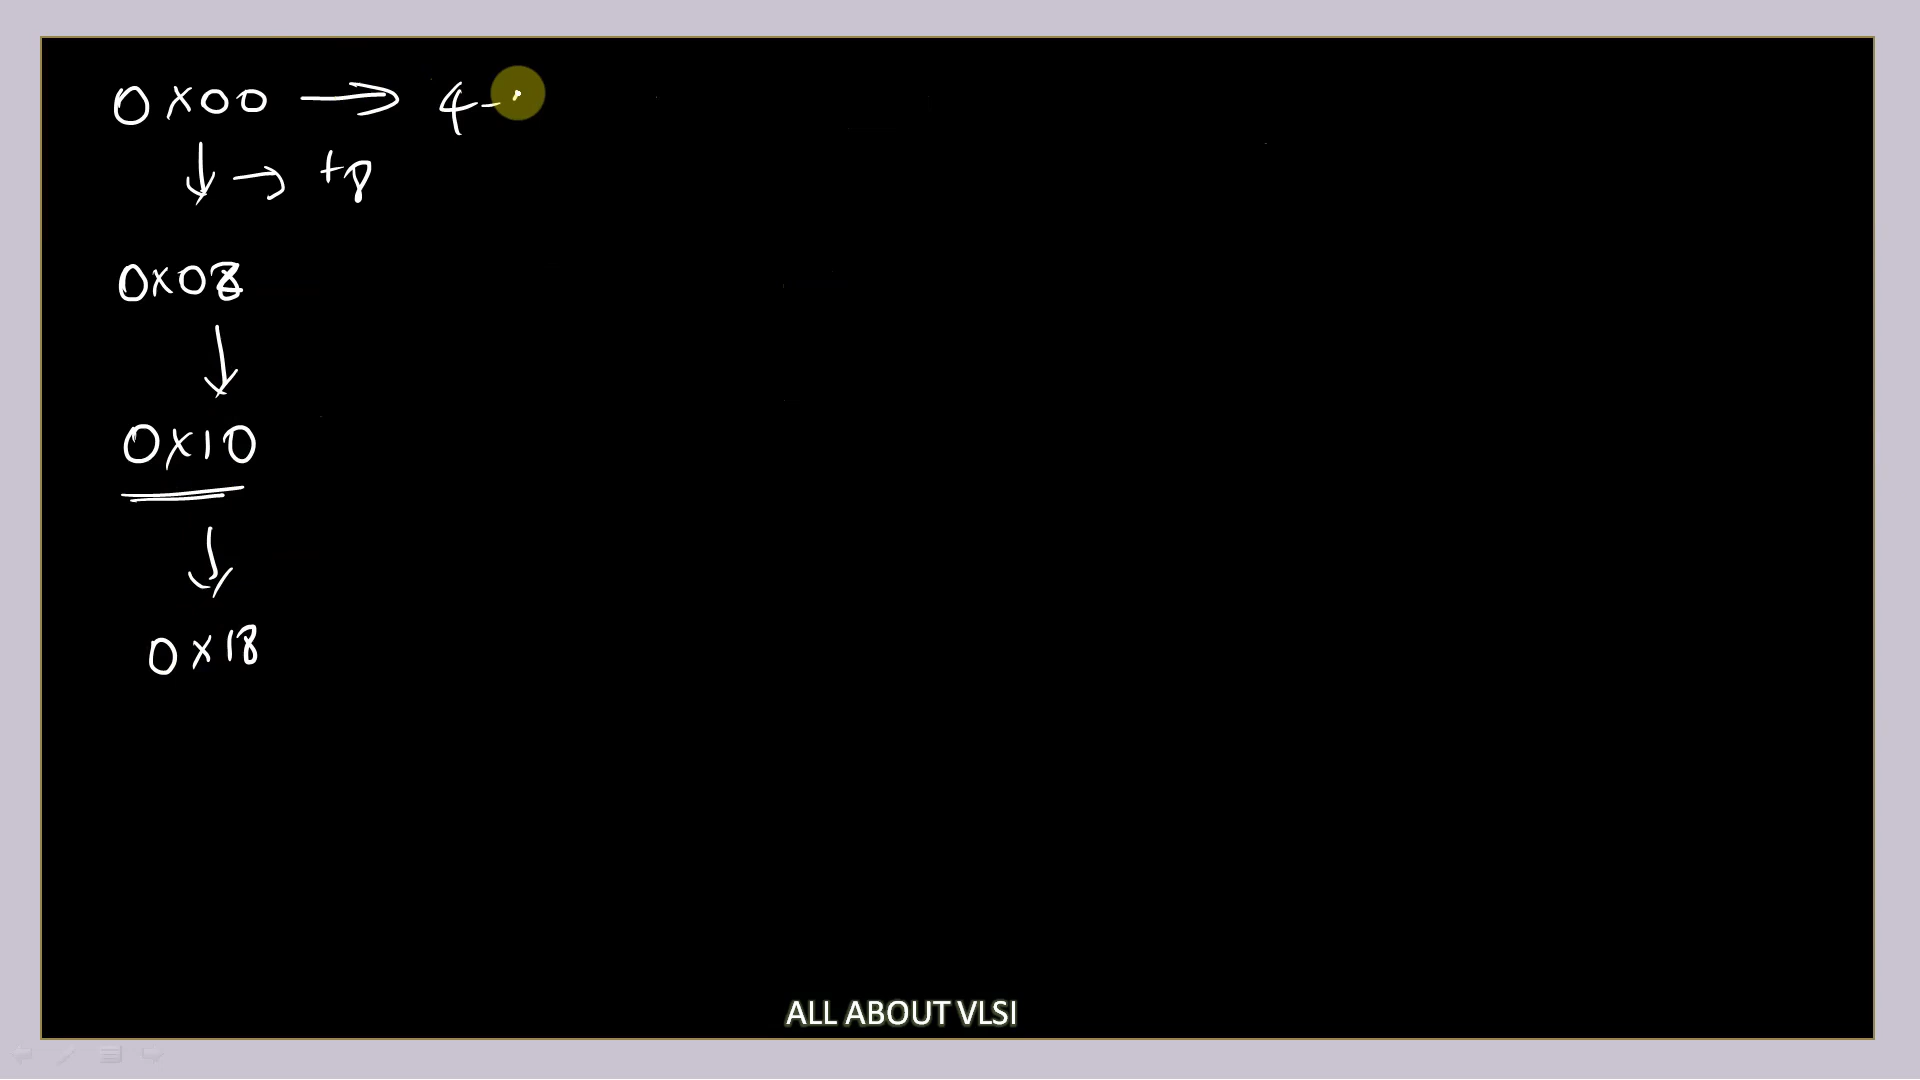 0x00 → 4-
↓ → +8
0x08
↓
0x10
↓
0x18
ALL ABOUT VLSI